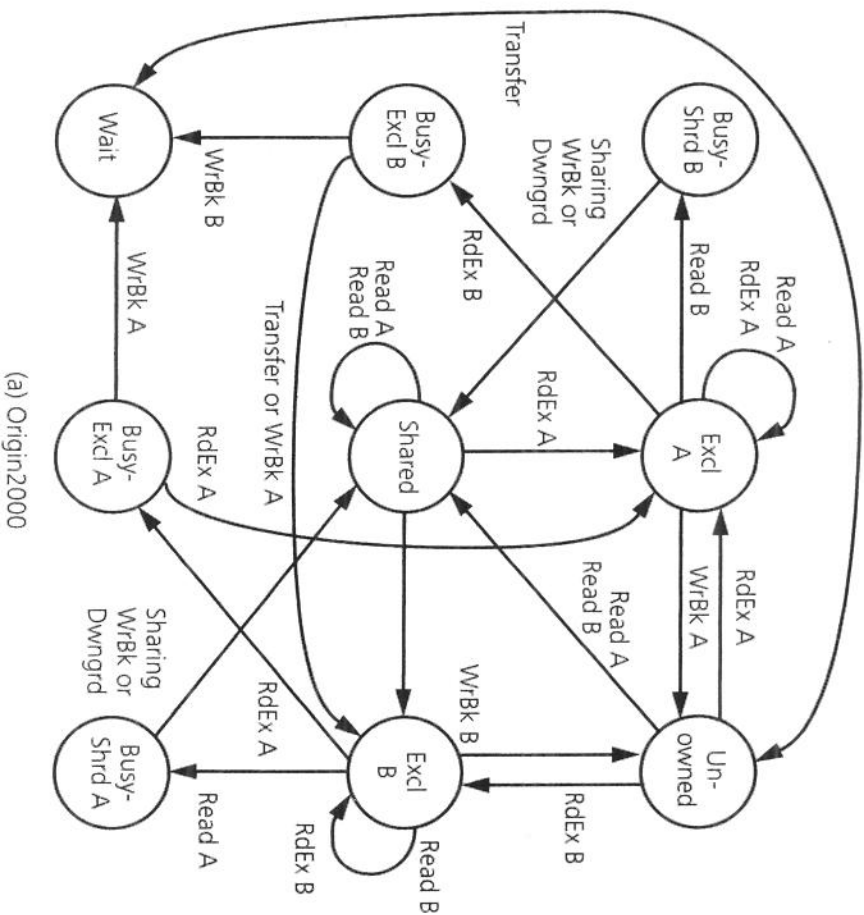 Read A
RdEx A
Busy-
Shrd B
Read B
Excl
A
RdEx A
WrBk A
Un-
owned
Sharing
WrBk or
Dwngrd
RdEx B
RdEx A
Read A
Read B
WrBk B
RdEx B
Transfer
Busy-
Excl B
Read A
Read B
Shared
Excl
B
Read B
RdEx B
WrBk B
Transfer or WrBk A
RdEx A
RdEx A
Read A
Sharing
WrBk or
Dwngrd
Wait
WrBk A
Busy-
Excl A
Busy-
Shrd A
(a) Origin2000